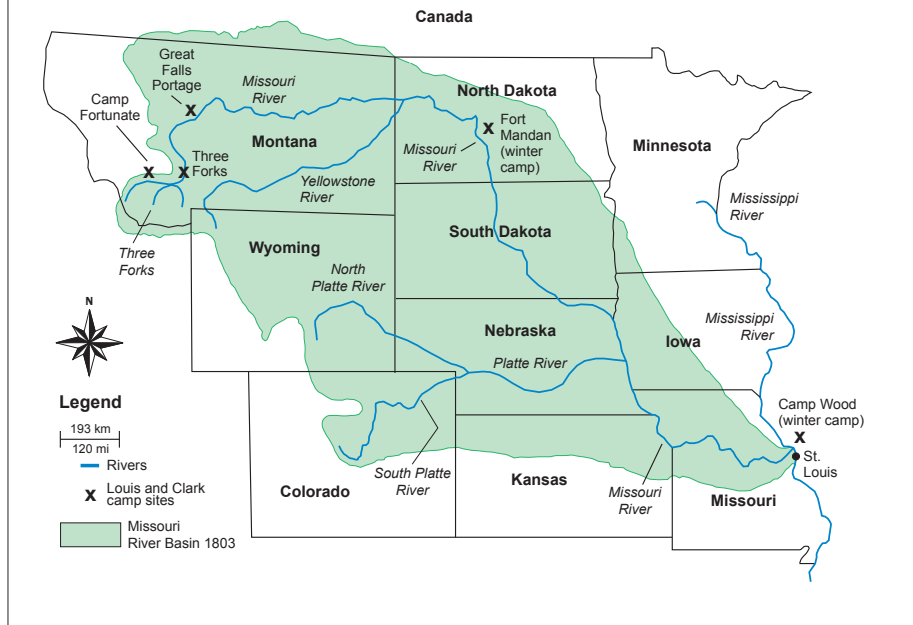 Canada
Great
Falls
Portage
Missouri
River
North Dakota
Camp
Fortunate
Fort
Mandan
(winter
camp)
Montana
Missouri
River
Minnesota
Three
Forks
Yellowstone
River
Mississippi
River
Three
Forks
Wyoming
South Dakota
North
Platte River
N
Nebraska
Mississippi
River
Iowa
Platte River
Legend
193 km
120 mi
Rivers
X Louis and Clark
camp sites
Missouri
River Basin 1803
Camp Wood
(winter camp)
X
St.
Louis
South Platte
River
Colorado
Kansas
Missouri
River
Missouri
X
X
X
X